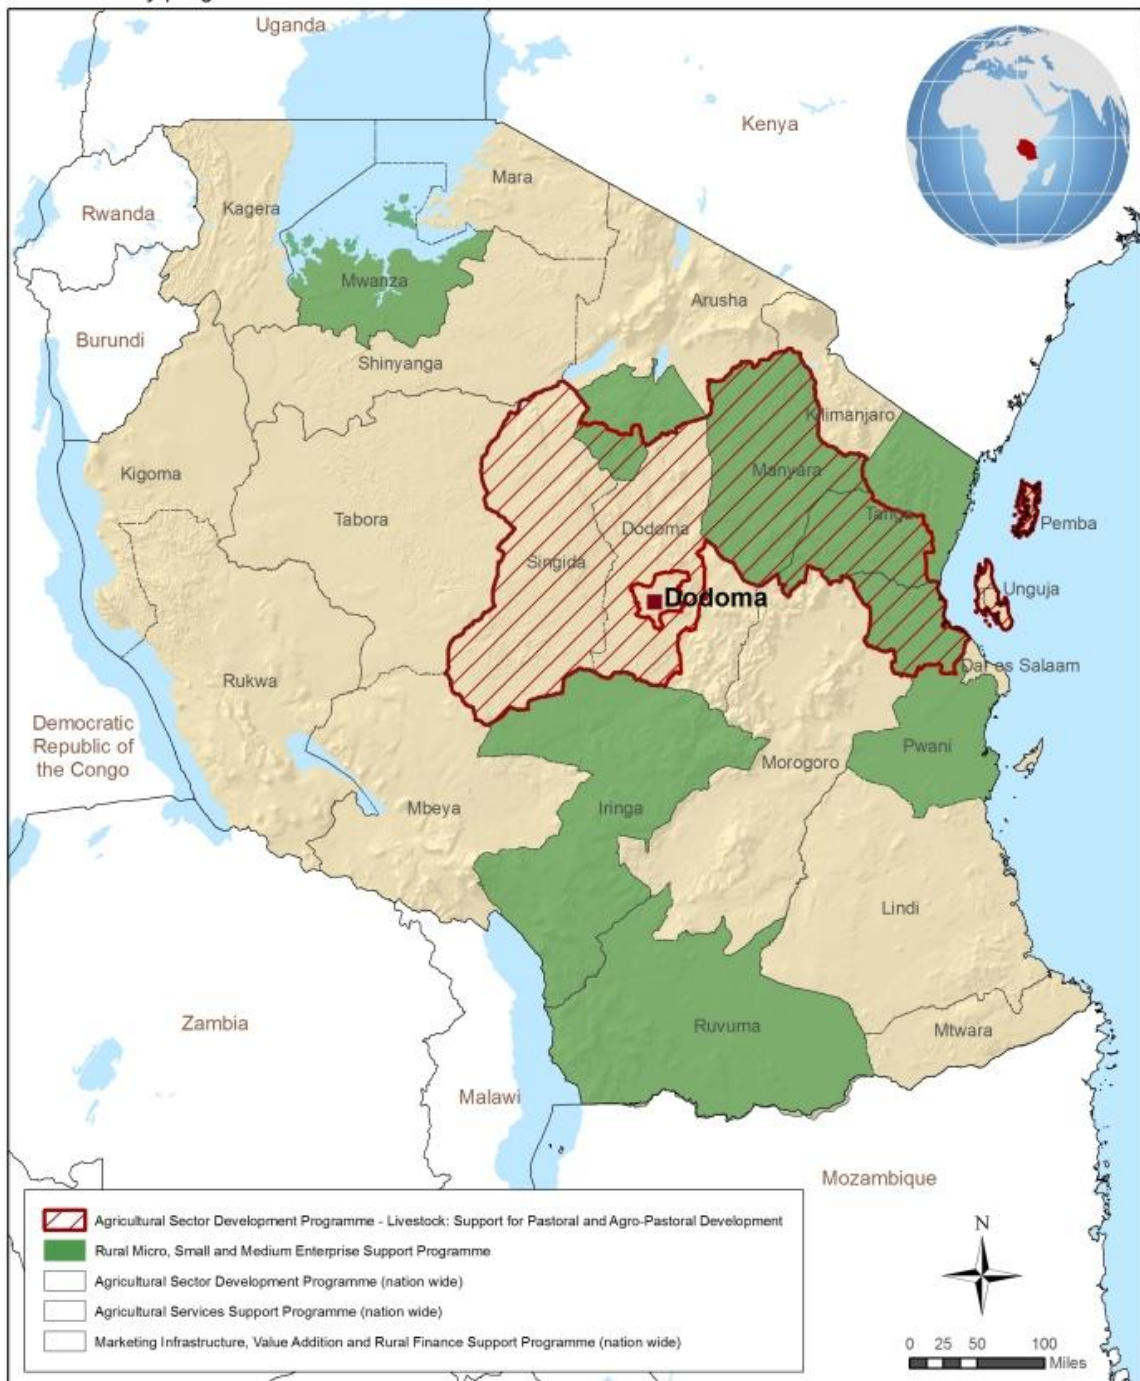 Uganda
Kenya
Mara
Rwanda
Kagera
Mwanza
Arusha
Burundi
Shinyanga
Kilimanjaro
Kigoma
Manyara
Tabora
Tanga
Pemba
Dodoma
Singida
Unguja
Dodoma
Dar es Salaam
Rukwa
Democratic
Republic of
the Congo
Pwani
Morogoro
Mbeya
Iringa
Lindi
Zambia
Ruvuma
Mtwara
Malawi
Mozambique
Agricultural Sector Development Programme - Livestock: Support for Pastoral and Agro-Pastoral Development
Rural Micro, Small and Medium Enterprise Support Programme
Agricultural Sector Development Programme (nation wide)
Agricultural Services Support Programme (nation wide)
Marketing Infrastructure, Value Addition and Rural Finance Support Programme (nation wide)
N
0 25 50 100
Miles